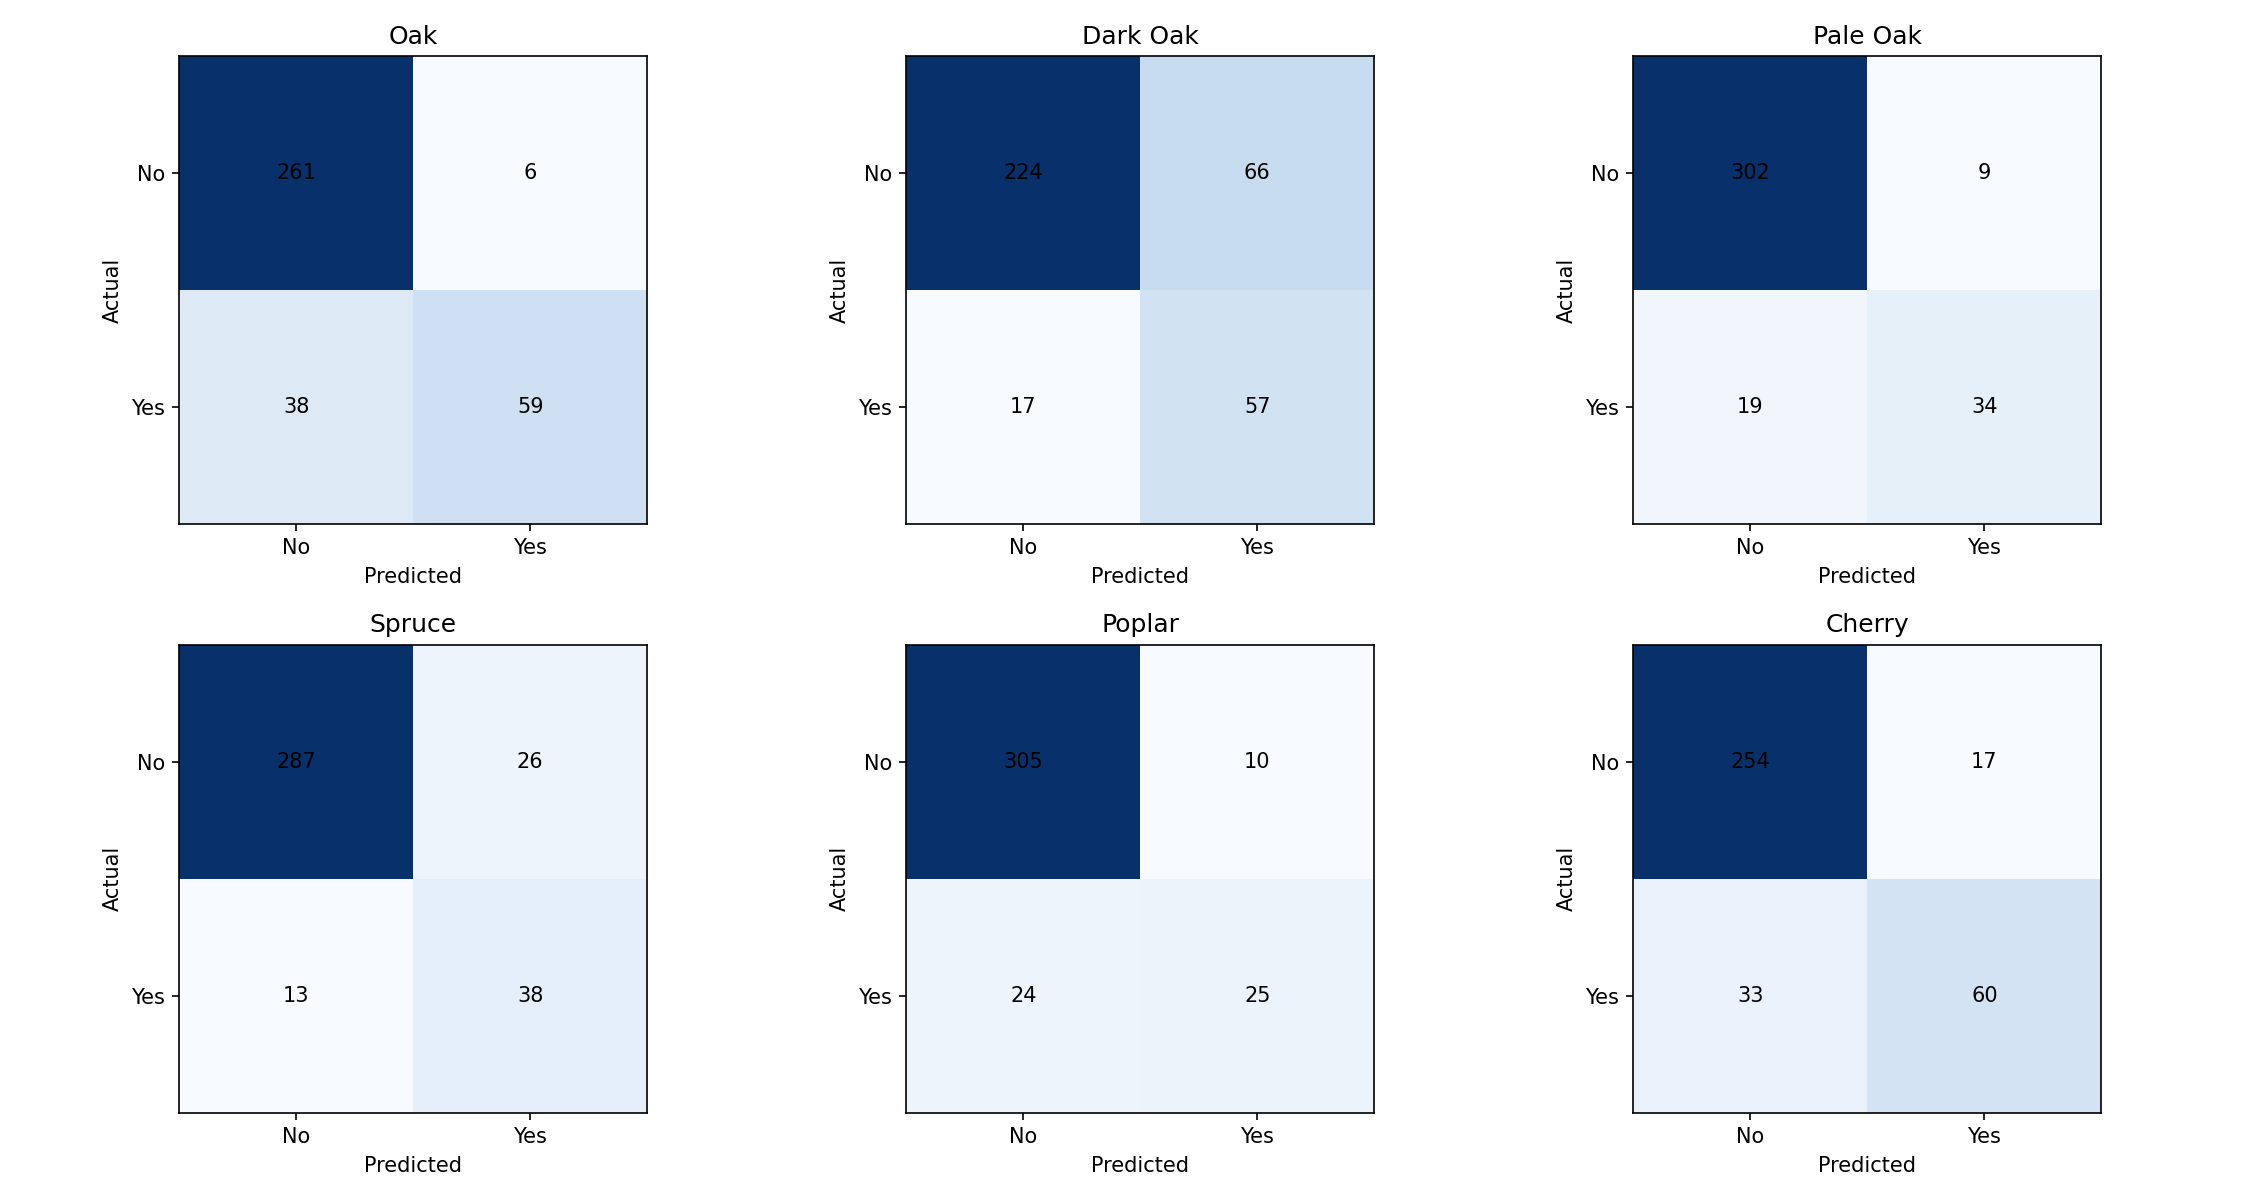 Oak
No
261
6
Actual
Yes
38
59
No
Yes
Predicted
Dark Oak
No
224
66
Actual
Yes
17
57
No
Yes
Predicted
Pale Oak
No
302
9
Actual
Yes
19
34
No
Yes
Predicted
Spruce
No
287
26
Actual
Yes
13
38
No
Yes
Predicted
Poplar
No
305
10
Actual
Yes
24
25
No
Yes
Predicted
Cherry
No
254
17
Actual
Yes
33
60
No
Yes
Predicted